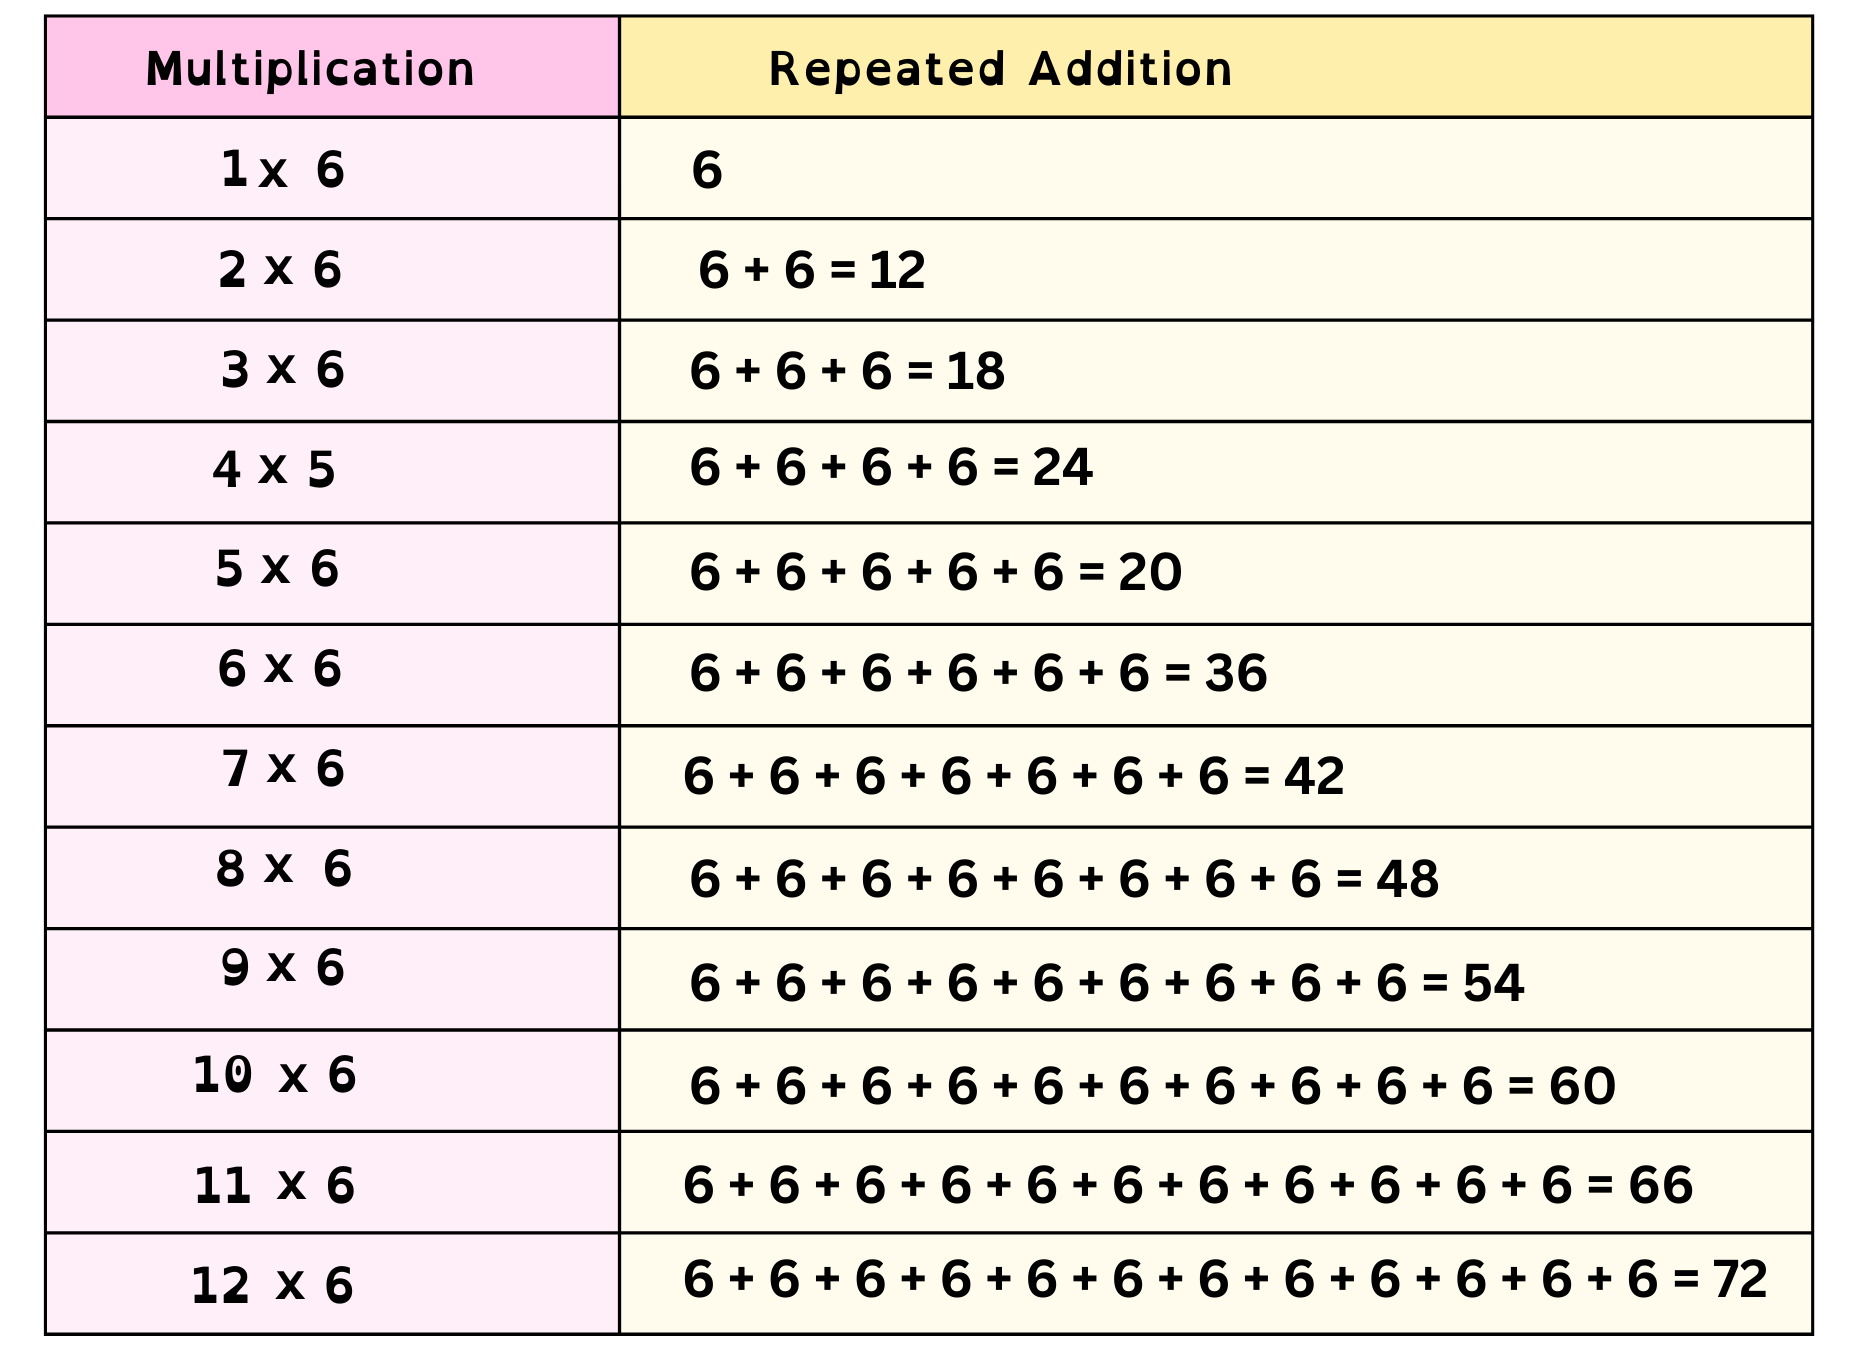 Multiplication Repeated Addition
1 x 6 6
2 x 6 6 + 6 = 12
3 x 6 6 + 6 + 6 = 18
4 x 5 6 + 6 + 6 + 6 = 24
5 x 6 6 + 6 + 6 + 6 + 6 = 20
6 x 6 6 + 6 + 6 + 6 + 6 + 6 = 36
7 x 6 6 + 6 + 6 + 6 + 6 + 6 + 6 = 42
8 x 6 6 + 6 + 6 + 6 + 6 + 6 + 6 + 6 = 48
9 x 6 6 + 6 + 6 + 6 + 6 + 6 + 6 + 6 + 6 = 54
10 x 6 6 + 6 + 6 + 6 + 6 + 6 + 6 + 6 + 6 + 6 = 60
11 x 6 6 + 6 + 6 + 6 + 6 + 6 + 6 + 6 + 6 + 6 + 6 = 66
12 x 6 6 + 6 + 6 + 6 + 6 + 6 + 6 + 6 + 6 + 6 + 6 + 6 = 72